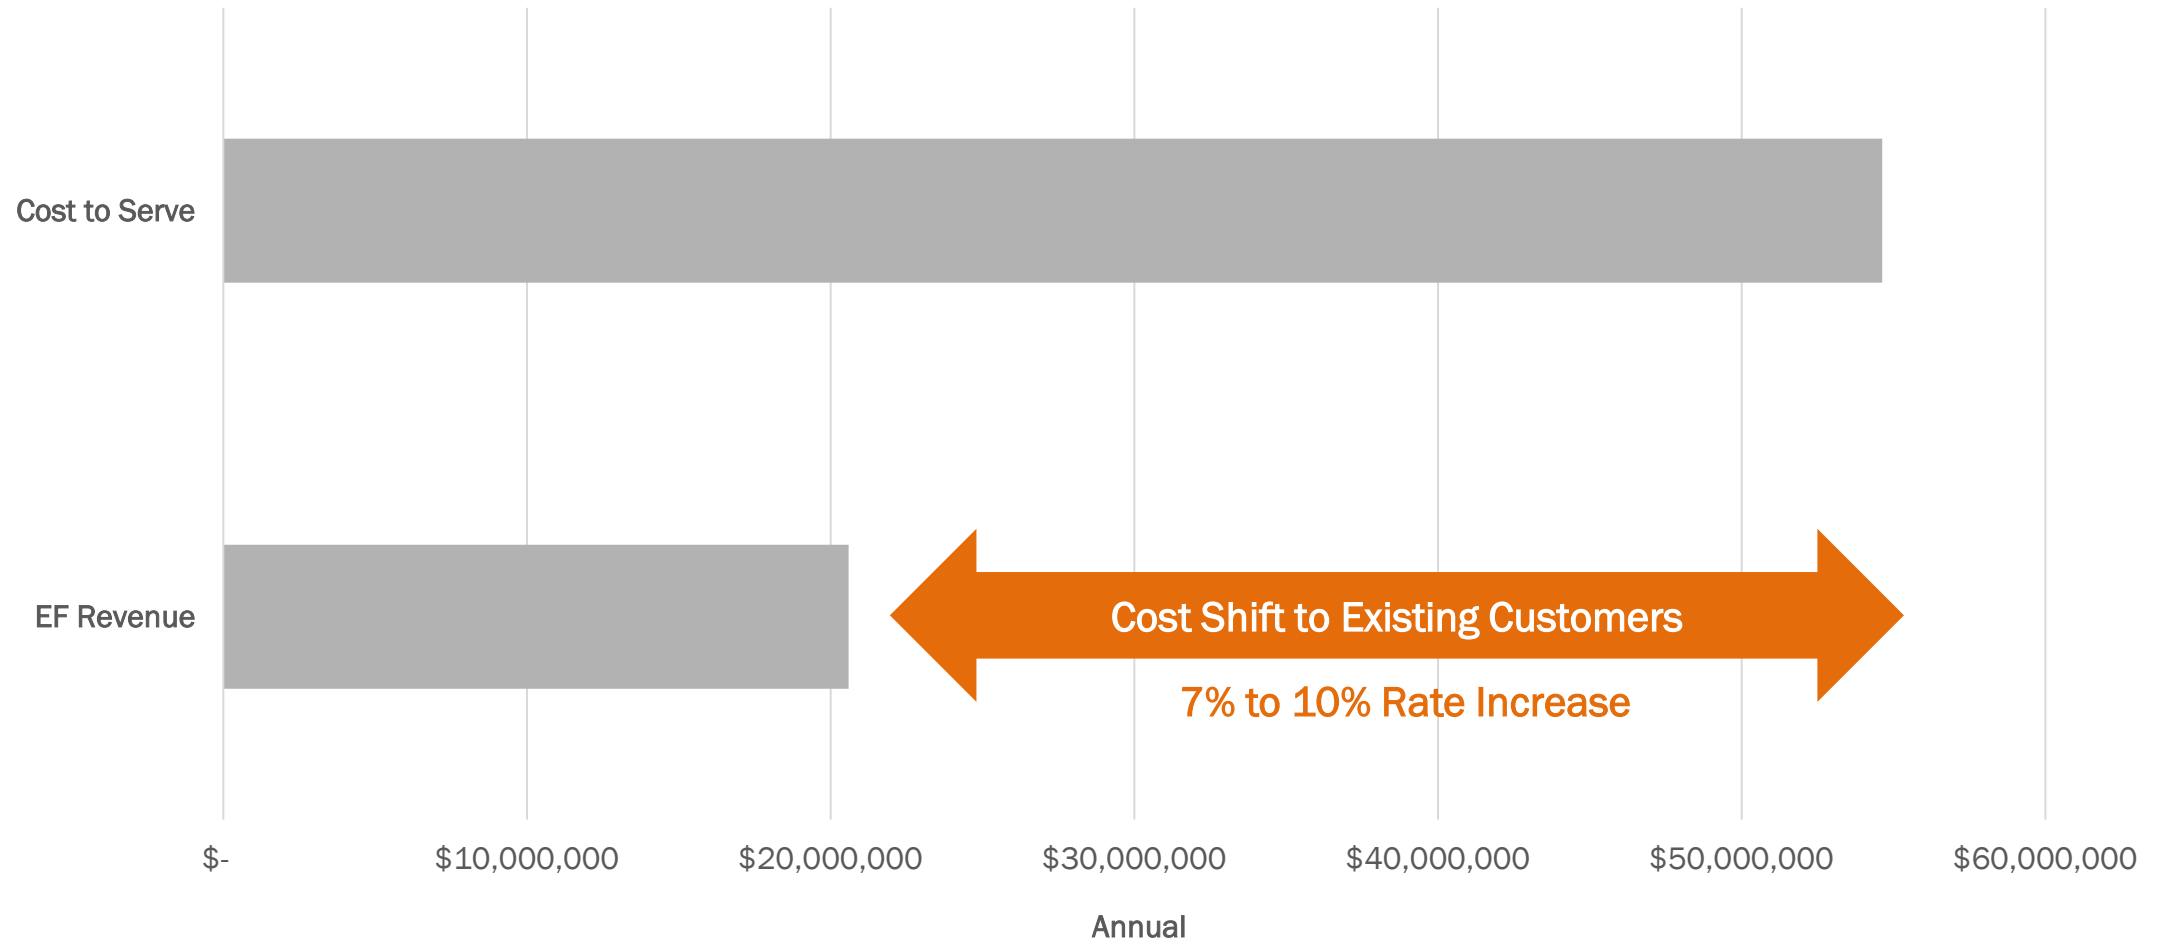 Cost to Serve
EF Revenue
Cost Shift to Existing Customers
7% to 10% Rate Increase
$- $10,000,000 $20,000,000 $30,000,000 $40,000,000 $50,000,000 $60,000,000
Annual